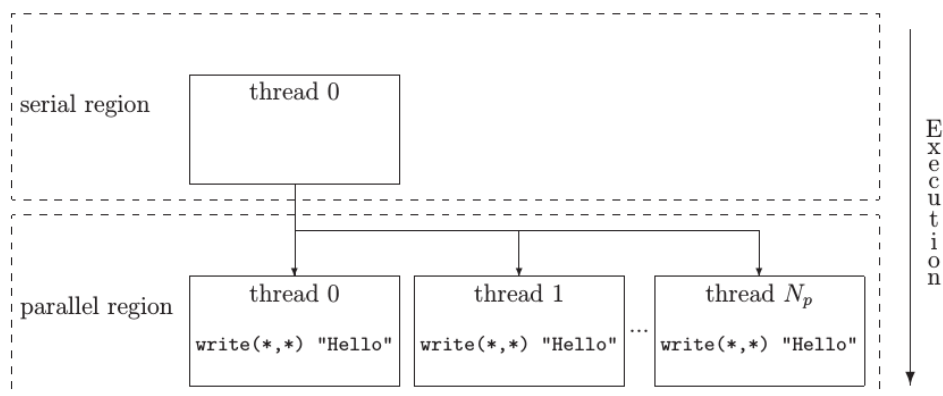 thread 0
serial region
Execution
thread 0
thread 1
thread Nₚ
parallel region
write(*,*) "Hello"
write(*,*) "Hello"
...
write(*,*) "Hello"